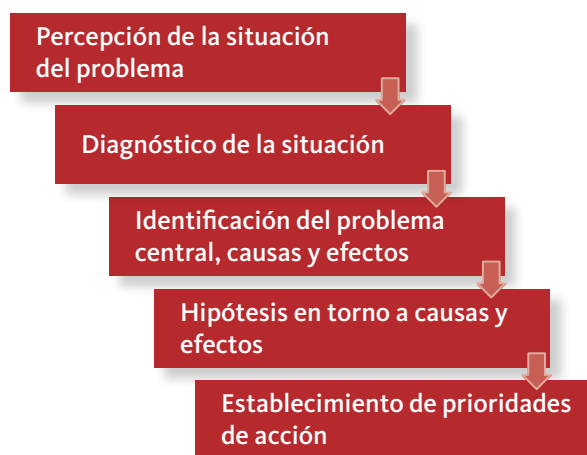 Percepción de la situación
del problema
Diagnóstico de la situación
Identificación del problema
central, causas y efectos
Hipótesis en torno a causas y
efectos
Establecimiento de prioridades
de acción